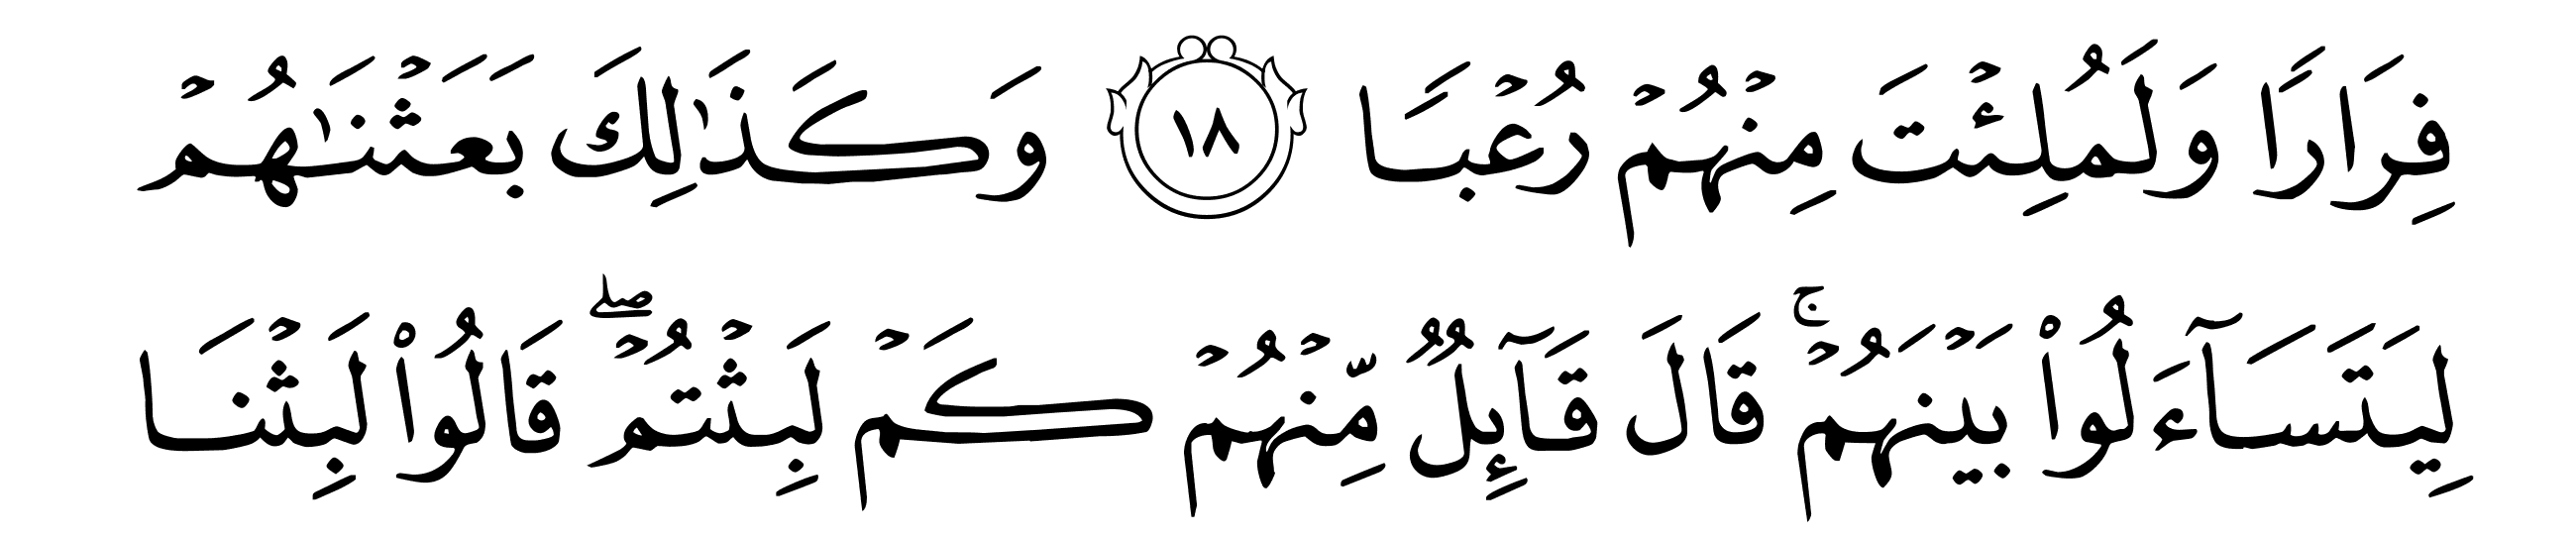 فِرَارًا وَلَمُلِئۡتَ مِنۡهُمۡ رُعۡبًا ١٨ وَكَذَٰلِكَ بَعَثۡنَٰهُمۡ
لِيَتَسَآءَلُواْ بَيۡنَهُمۡۚ قَالَ قَآئِلٞ مِّنۡهُمۡ كَمۡ لَبِثۡتُمۡۖ قَالُواْ لَبِثۡنَا